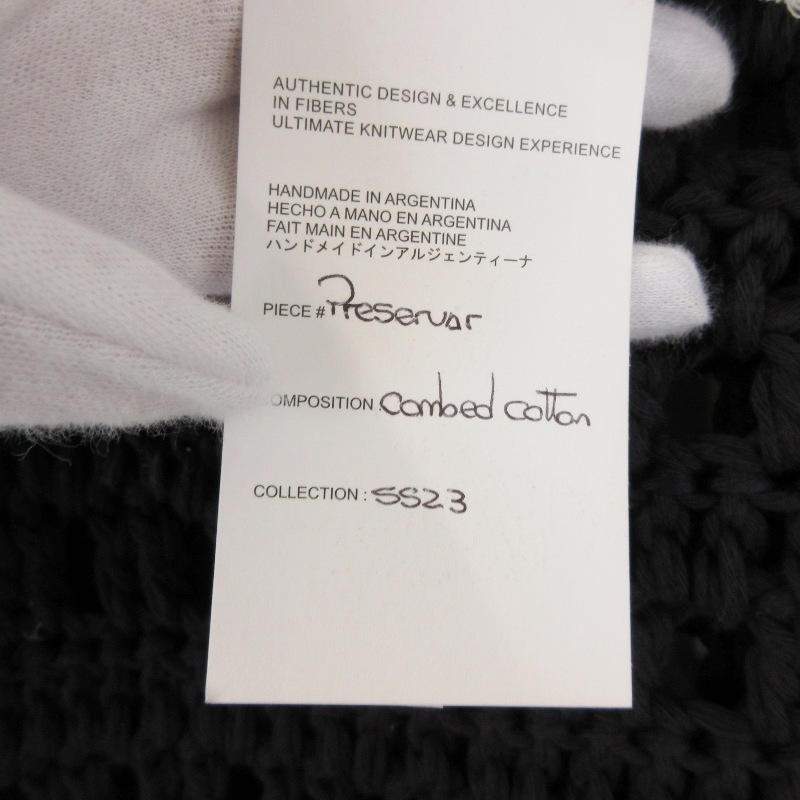 AUTHENTIC DESIGN & EXCELLENCE
IN FIBERS
ULTIMATE KNITWEAR DESIGN EXPERIENCE
HANDMADE IN ARGENTINA
HECHO A MANO EN ARGENTINA
FAIT MAIN EN ARGENTINE
ハンドメイドインアルジェンティーナ
PIECE # Preservar
OMPOSITION Combed cotton
COLLECTION : SS23